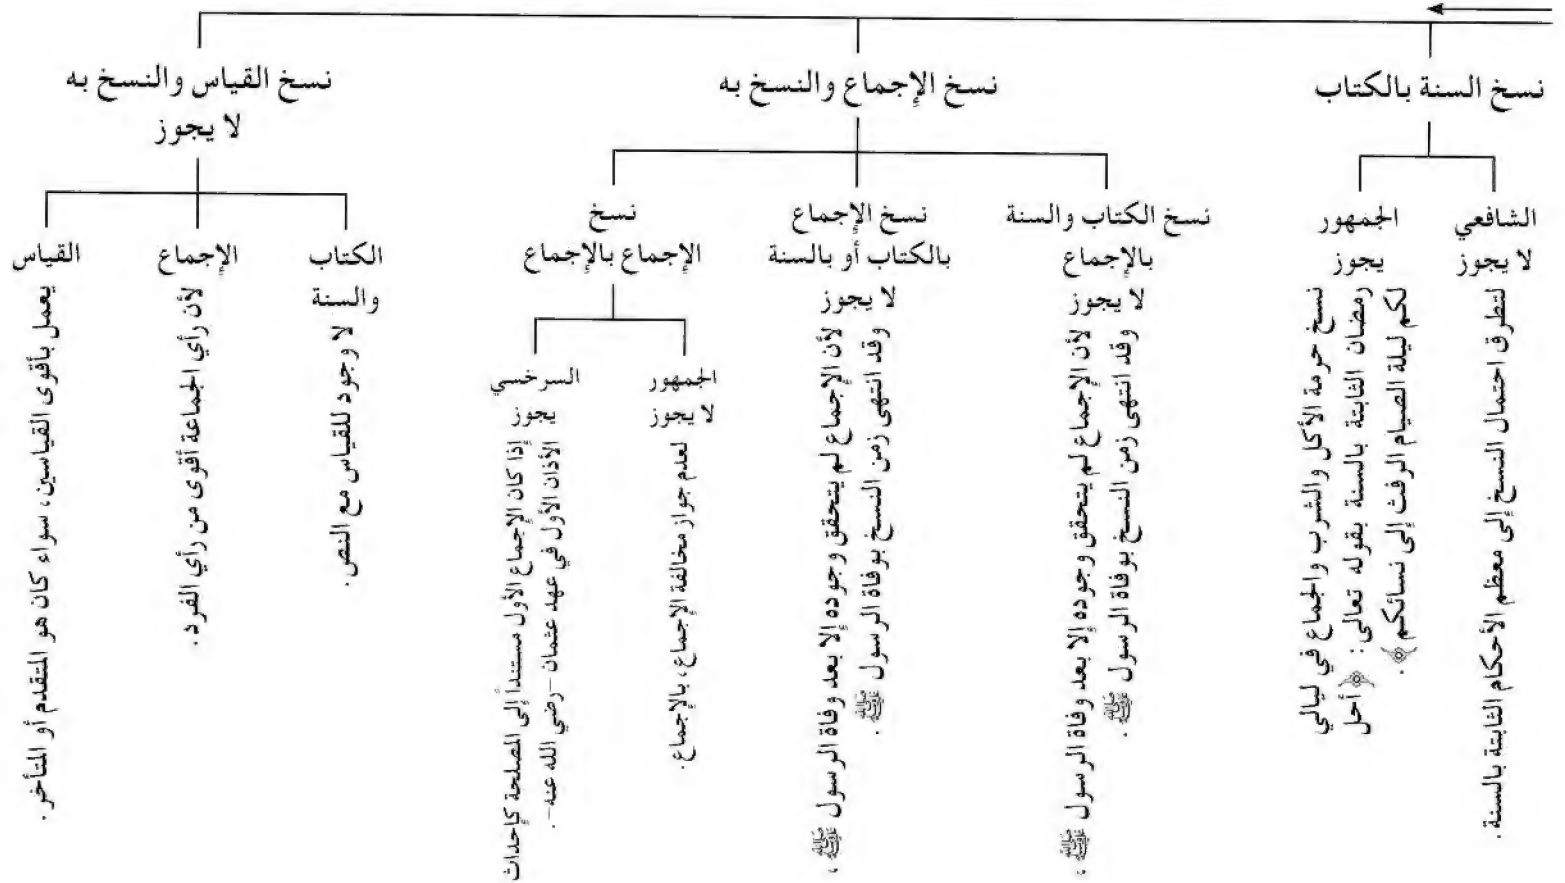 نسخ السنة بالكتاب
الشافعي
لا يجوز
لتطرق احتمال النسخ إلى معظم الأحكام الثابتة بالسنة.
الجمهور
يجوز
نسخ حرمة الأكل والشرب والجماع في ليالي
رمضان الثابتة بالسنة بقوله تعالى: ﴿أحل
لكم ليلة الصيام الرفث إلى نسائكم﴾.
نسخ الإجماع والنسخ به
نسخ الكتاب والسنة
بالإجماع
لا يجوز
لأن الإجماع لم يتحقق وجوده إلا بعد وفاة الرسول ﷺ،
وقد انتهى زمن النسخ بوفاة الرسول ﷺ.
نسخ الإجماع
بالكتاب أو بالسنة
لا يجوز
لأن الإجماع لم يتحقق وجوده إلا بعد وفاة الرسول ﷺ،
وقد انتهى زمن النسخ بوفاة الرسول ﷺ.
نسخ
الإجماع بالإجماع
الجمهور
لا يجوز
لعدم جواز مخالفة الإجماع، بالإجماع.
السرخسي
يجوز
إذا كان الإجماع الأول مستنداً إلى المصلحة كإحداث
الأذان الأول في عهد عثمان -رضي الله عنه-.
نسخ القياس والنسخ به
لا يجوز
الكتاب
والسنة
لا وجود للقياس مع النص.
الإجماع
لأن رأي الجماعة أقوى من رأي الفرد.
القياس
يعمل بأقوى القياسين، سواء كان هو المتقدم أو المتأخر.